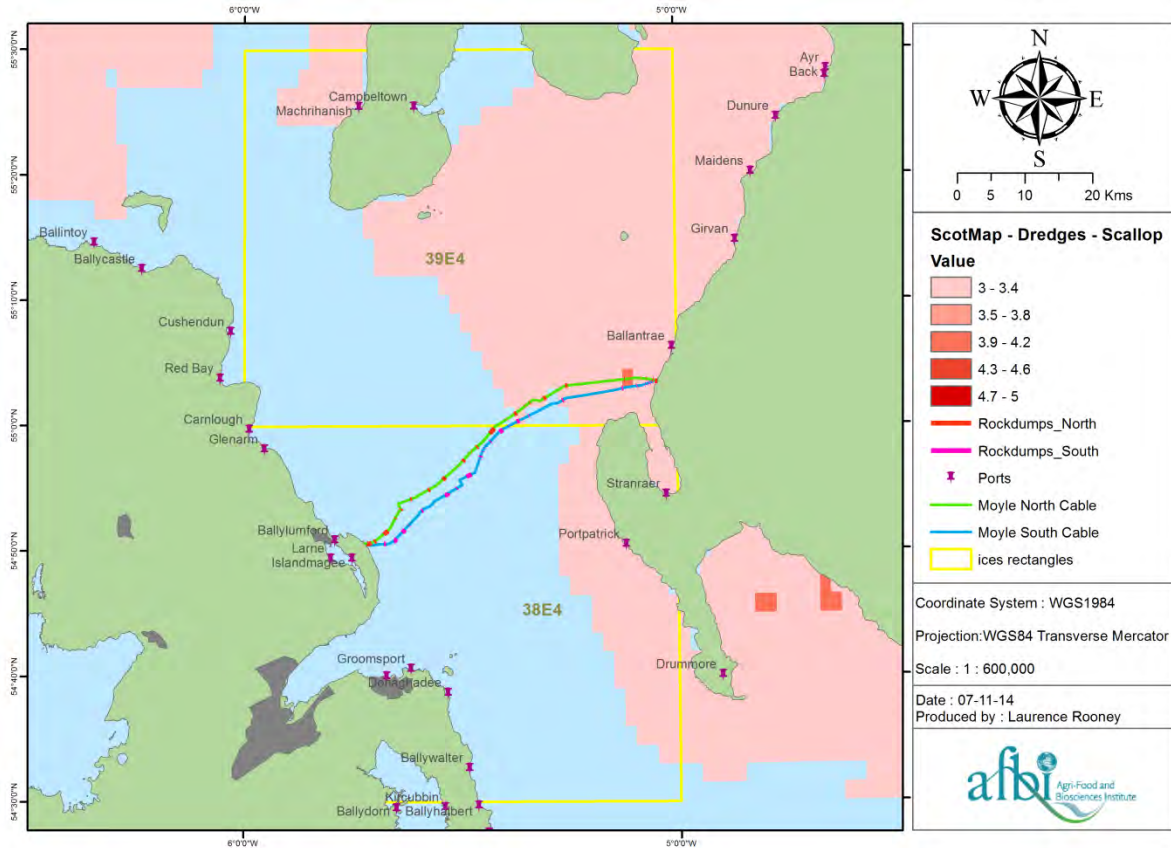 6°0'0"W
5°0'0"W
55°30'0"N
55°20'0"N
55°10'0"N
55°0'0"N
54°50'0"N
54°40'0"N
54°30'0"N
Ayr
Back
Campbeltown
Machrihanish
Dunure
Maidens
Girvan
Ballintoy
Ballycastle
39E4
Cushendun
Ballantrae
Red Bay
Carnlough
Glenarm
Stranraer
Ballylumford
Larne
Islandmagee
Portpatrick
38E4
Groomsport
Donaghadee
Drummore
Ballywalter
Kircubbin
Ballydorn
Ballyhalbert
6°0'0"W
5°0'0"W
N
W
E
S
0 5 10 20 Kms
ScotMap - Dredges - Scallop
Value
3 - 3.4
3.5 - 3.8
3.9 - 4.2
4.3 - 4.6
4.7 - 5
Rockdumps_North
Rockdumps_South
Ports
Moyle North Cable
Moyle South Cable
ices rectangles
Coordinate System : WGS1984
Projection:WGS84 Transverse Mercator
Scale : 1 : 600,000
Date : 07-11-14
Produced by : Laurence Rooney
afbi
Agri-Food and
Biosciences Institute